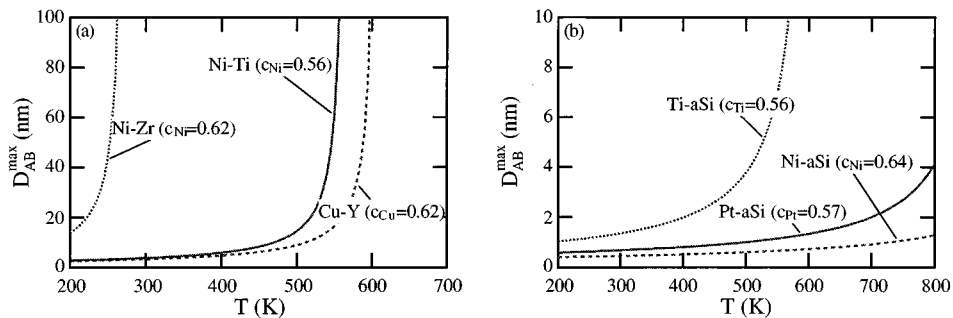 (a)
100
80
60
40
20
0
D_AB^max (nm)
Ni-Ti (c_Ni=0.56)
Ni-Zr (c_Ni=0.62)
Cu-Y (c_Cu=0.62)
200 300 400 500 600 700
T (K)
(b)
10
8
6
4
2
0
D_AB^max (nm)
Ti-aSi (c_Ti=0.56)
Ni-aSi (c_Ni=0.64)
Pt-aSi (c_Pt=0.57)
200 300 400 500 600 700 800
T (K)